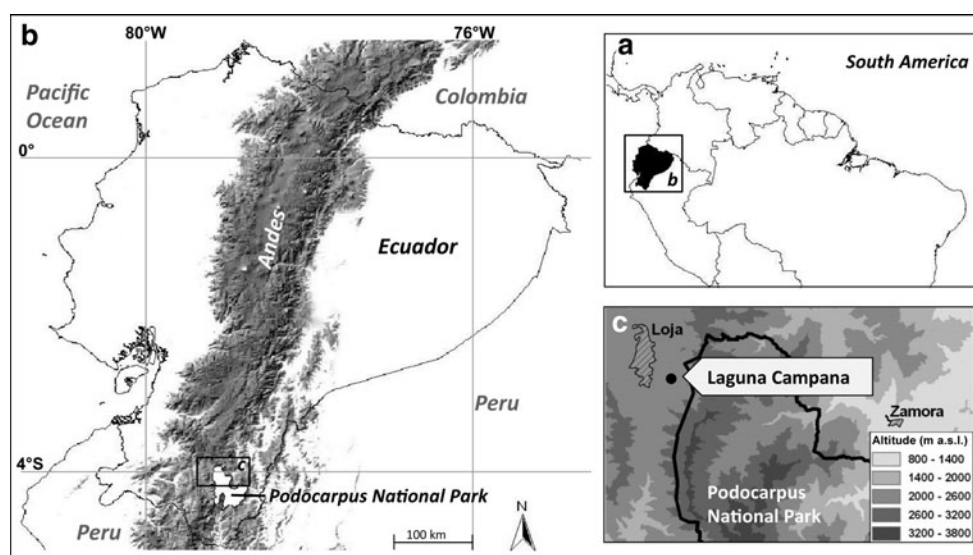 b
80°W
76°W
Pacific
Ocean
Colombia
0°
Andes
Ecuador
Peru
4°S
c
Podocarpus National Park
Peru
100 km
N
a
South America
b
c
Loja
Laguna Campana
Zamora
Altitude (m a.s.l.)
800 - 1400
1400 - 2000
2000 - 2600
2600 - 3200
3200 - 3800
Podocarpus
National Park